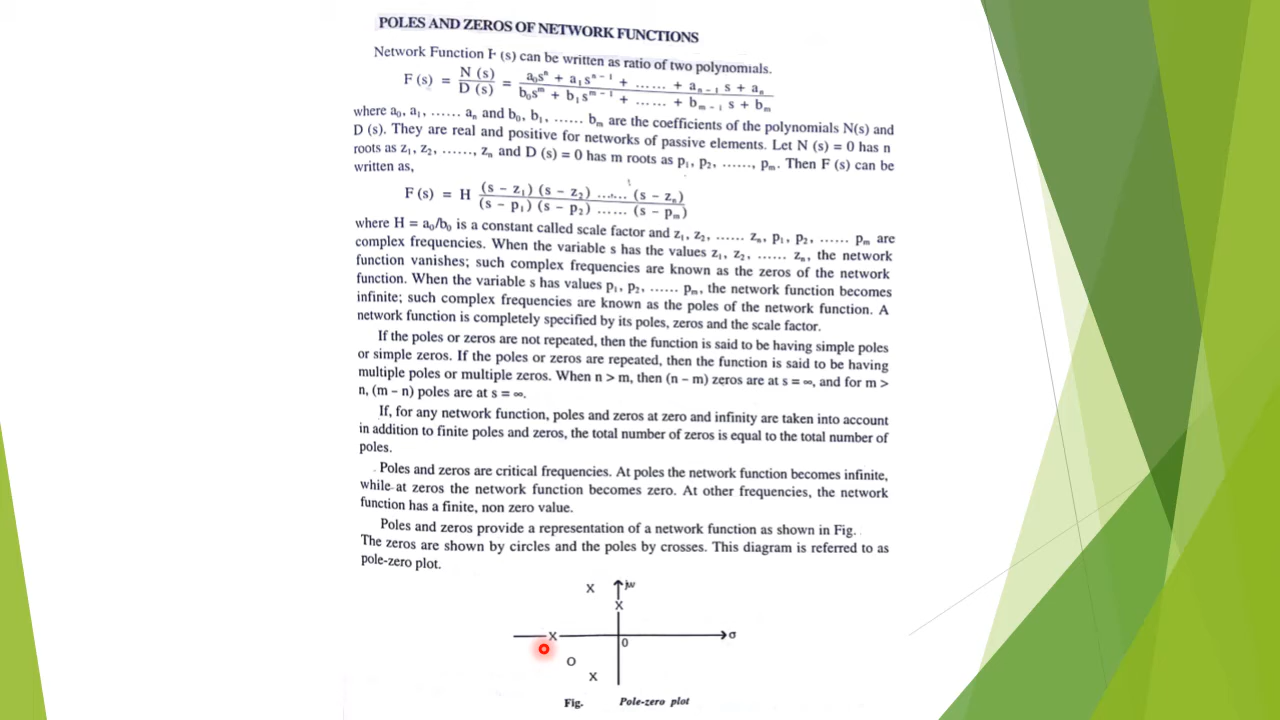 POLES AND ZEROS OF NETWORK FUNCTIONS
Network Function F (s) can be written as ratio of two polynomials.
F (s) = N (s) / D (s) = a₀sⁿ + a₁sⁿ⁻¹ + ...... + aₙ₋₁ s + aₙ / b₀sᵐ + b₁sᵐ⁻¹ + ...... + bₘ₋₁ s + bₘ
where a₀, a₁, ...... aₙ and b₀, b₁, ...... bₘ are the coefficients of the polynomials N(s) and
D (s). They are real and positive for networks of passive elements. Let N (s) = 0 has n
roots as z₁, z₂, ......., zₙ and D (s) = 0 has m roots as p₁, p₂, ......, pₘ. Then F (s) can be
written as,
F (s) = H (s – z₁) (s – z₂) ...... (s – zₙ) / (s – p₁) (s – p₂) ...... (s – pₘ)
where H = a₀/b₀ is a constant called scale factor and z₁, z₂, ...... zₙ, p₁, p₂, ...... pₘ are
complex frequencies. When the variable s has the values z₁, z₂, ...... zₙ, the network
function vanishes; such complex frequencies are known as the zeros of the network
function. When the variable s has values p₁, p₂, ...... pₘ, the network function becomes
infinite; such complex frequencies are known as the poles of the network function. A
network function is completely specified by its poles, zeros and the scale factor.
If the poles or zeros are not repeated, then the function is said to be having simple poles
or simple zeros. If the poles or zeros are repeated, then the function is said to be having
multiple poles or multiple zeros. When n > m, then (n – m) zeros are at s = ∞, and for m >
n, (m – n) poles are at s = ∞.
If, for any network function, poles and zeros at zero and infinity are taken into account
in addition to finite poles and zeros, the total number of zeros is equal to the total number of
poles.
Poles and zeros are critical frequencies. At poles the network function becomes infinite,
while at zeros the network function becomes zero. At other frequencies, the network
function has a finite, non zero value.
Poles and zeros provide a representation of a network function as shown in Fig.
The zeros are shown by circles and the poles by crosses. This diagram is referred to as
pole-zero plot.
X jw
X
X 0 σ
O
X
Fig. Pole-zero plot